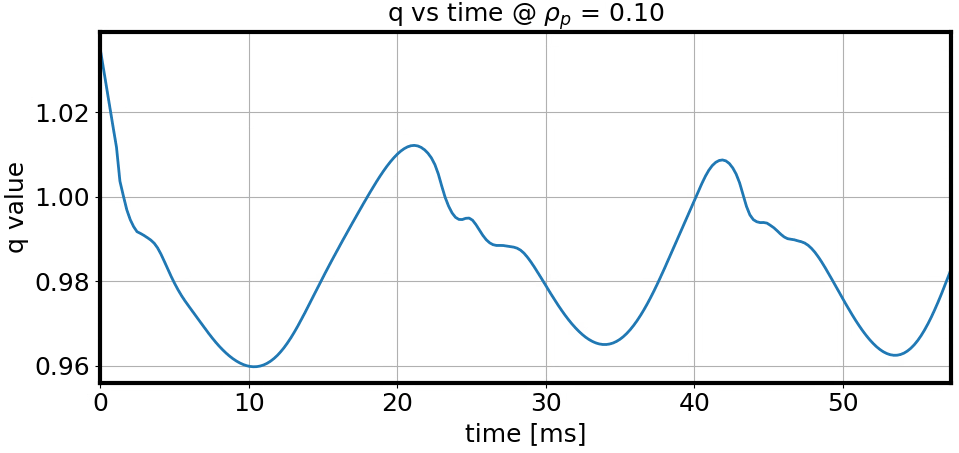 q vs time @ ρₚ = 0.10
q value
1.02
1.00
0.98
0.96
0 10 20 30 40 50
time [ms]